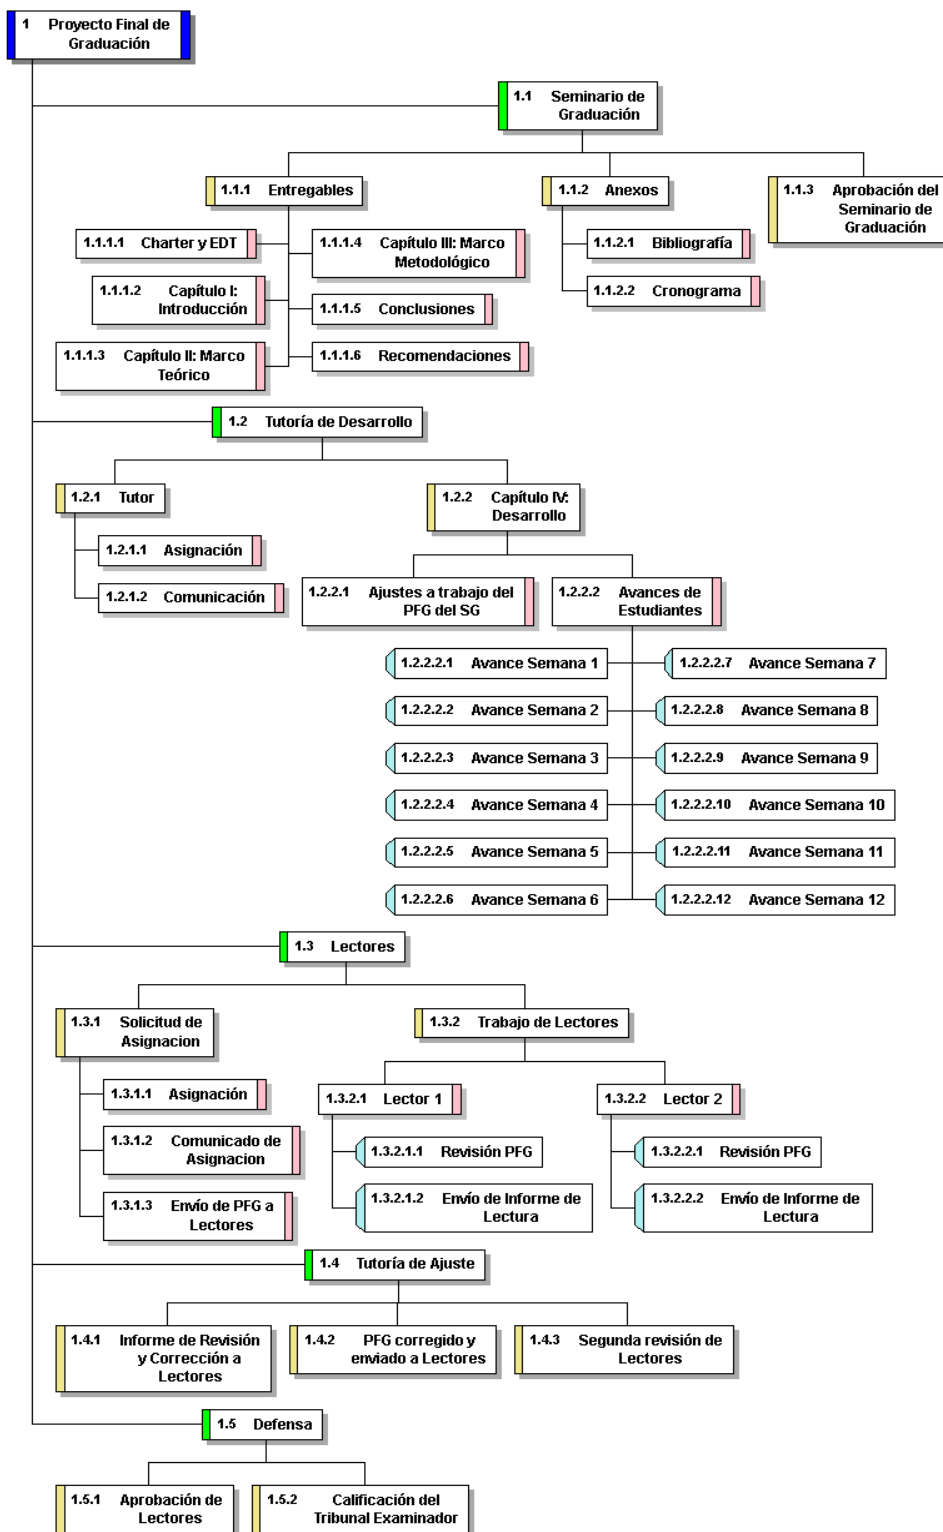 1 Proyecto Final de
Graduación
1.1 Seminario de
Graduación
1.1.1 Entregables
1.1.1.1 Charter y EDT
1.1.1.2 Capítulo I:
Introducción
1.1.1.3 Capítulo II: Marco
Teórico
1.1.1.4 Capítulo III: Marco
Metodológico
1.1.1.5 Conclusiones
1.1.1.6 Recomendaciones
1.1.2 Anexos
1.1.2.1 Bibliografía
1.1.2.2 Cronograma
1.1.3 Aprobación del
Seminario de
Graduación
1.2 Tutoría de Desarrollo
1.2.1 Tutor
1.2.1.1 Asignación
1.2.1.2 Comunicación
1.2.2 Capítulo IV:
Desarrollo
1.2.2.1 Ajustes a trabajo del
PFG del SG
1.2.2.2 Avances de
Estudiantes
1.2.2.2.1 Avance Semana 1
1.2.2.2.2 Avance Semana 2
1.2.2.2.3 Avance Semana 3
1.2.2.2.4 Avance Semana 4
1.2.2.2.5 Avance Semana 5
1.2.2.2.6 Avance Semana 6
1.2.2.2.7 Avance Semana 7
1.2.2.2.8 Avance Semana 8
1.2.2.2.9 Avance Semana 9
1.2.2.2.10 Avance Semana 10
1.2.2.2.11 Avance Semana 11
1.2.2.2.12 Avance Semana 12
1.3 Lectores
1.3.1 Solicitud de
Asignacion
1.3.1.1 Asignación
1.3.1.2 Comunicado de
Asignacion
1.3.1.3 Envío de PFG a
Lectores
1.3.2 Trabajo de Lectores
1.3.2.1 Lector 1
1.3.2.1.1 Revisión PFG
1.3.2.1.2 Envío de Informe de
Lectura
1.3.2.2 Lector 2
1.3.2.2.1 Revisión PFG
1.3.2.2.2 Envío de Informe de
Lectura
1.4 Tutoría de Ajuste
1.4.1 Informe de Revisión
y Corrección a
Lectores
1.4.2 PFG corregido y
enviado a Lectores
1.4.3 Segunda revisión de
Lectores
1.5 Defensa
1.5.1 Aprobación de
Lectores
1.5.2 Calificación del
Tribunal Examinador